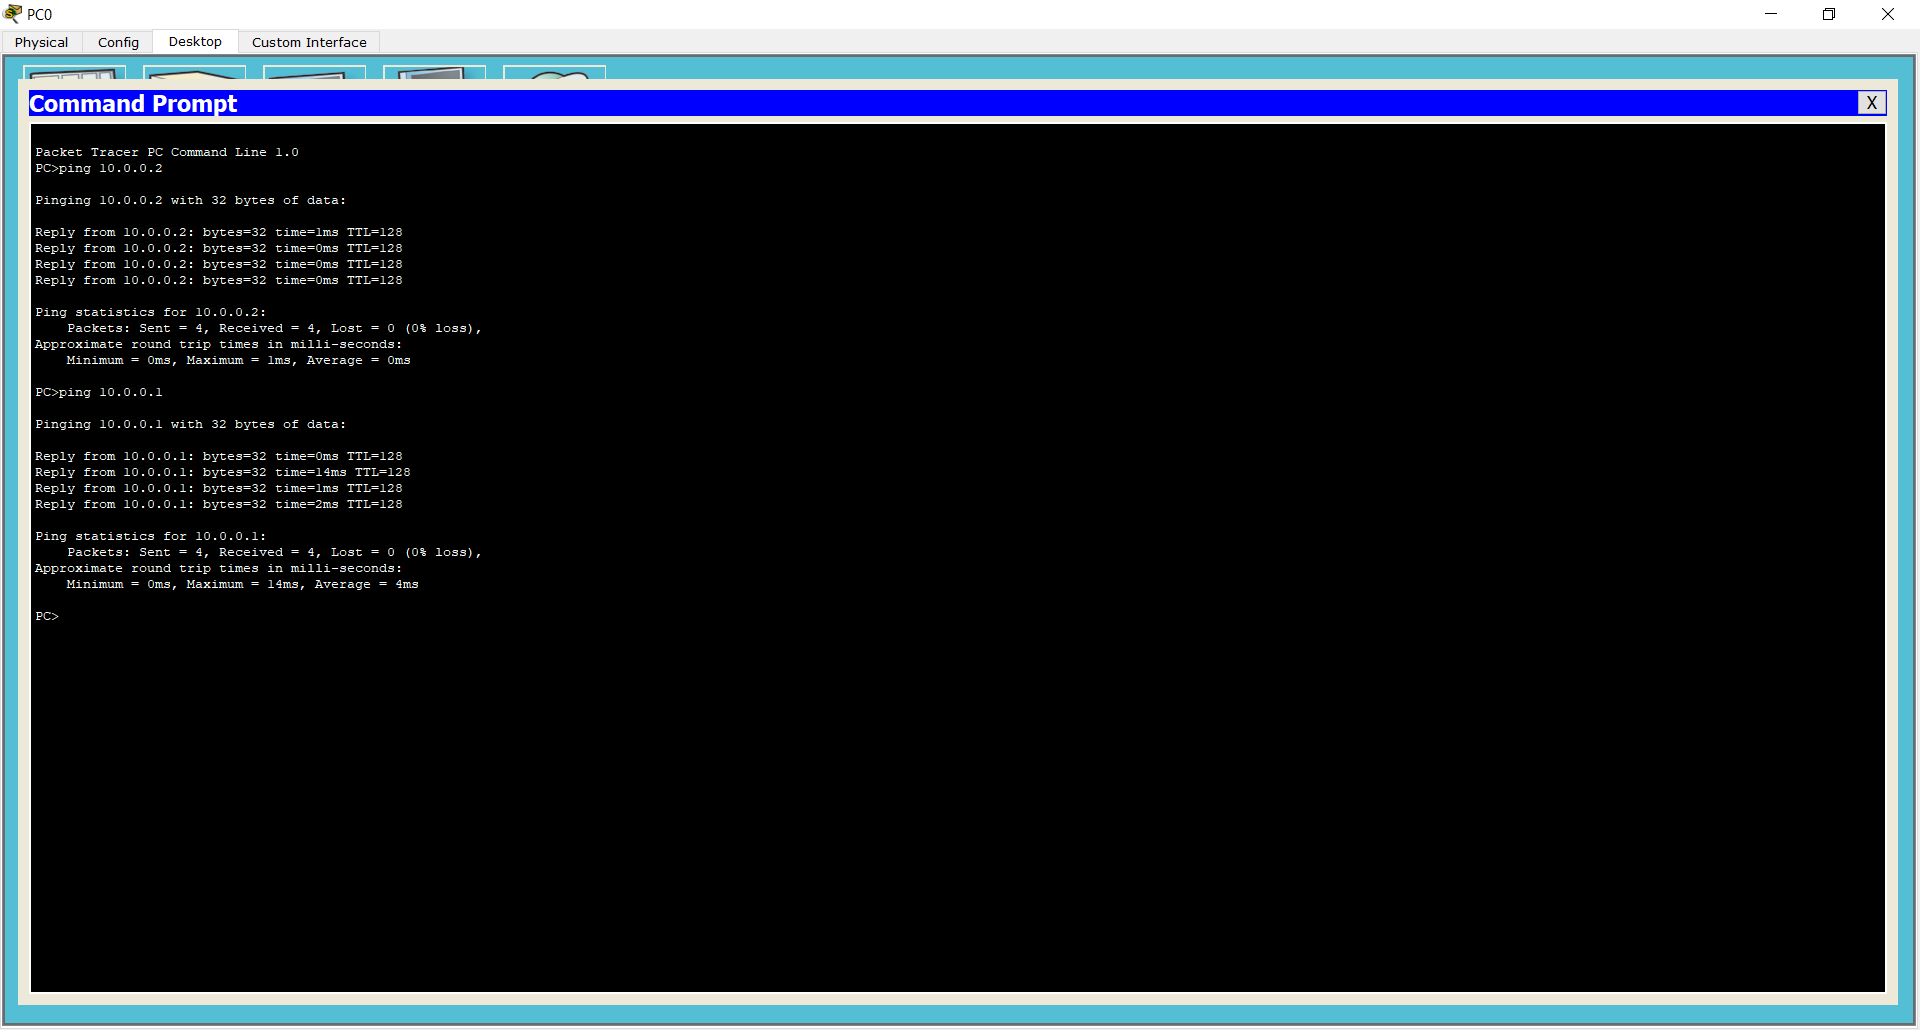 PC0
Physical Config Desktop Custom Interface
Command Prompt X
Packet Tracer PC Command Line 1.0
PC>ping 10.0.0.2
Pinging 10.0.0.2 with 32 bytes of data:
Reply from 10.0.0.2: bytes=32 time=1ms TTL=128
Reply from 10.0.0.2: bytes=32 time=0ms TTL=128
Reply from 10.0.0.2: bytes=32 time=0ms TTL=128
Reply from 10.0.0.2: bytes=32 time=0ms TTL=128
Ping statistics for 10.0.0.2:
Packets: Sent = 4, Received = 4, Lost = 0 (0% loss),
Approximate round trip times in milli-seconds:
Minimum = 0ms, Maximum = 1ms, Average = 0ms
PC>ping 10.0.0.1
Pinging 10.0.0.1 with 32 bytes of data:
Reply from 10.0.0.1: bytes=32 time=0ms TTL=128
Reply from 10.0.0.1: bytes=32 time=14ms TTL=128
Reply from 10.0.0.1: bytes=32 time=1ms TTL=128
Reply from 10.0.0.1: bytes=32 time=2ms TTL=128
Ping statistics for 10.0.0.1:
Packets: Sent = 4, Received = 4, Lost = 0 (0% loss),
Approximate round trip times in milli-seconds:
Minimum = 0ms, Maximum = 14ms, Average = 4ms
PC>